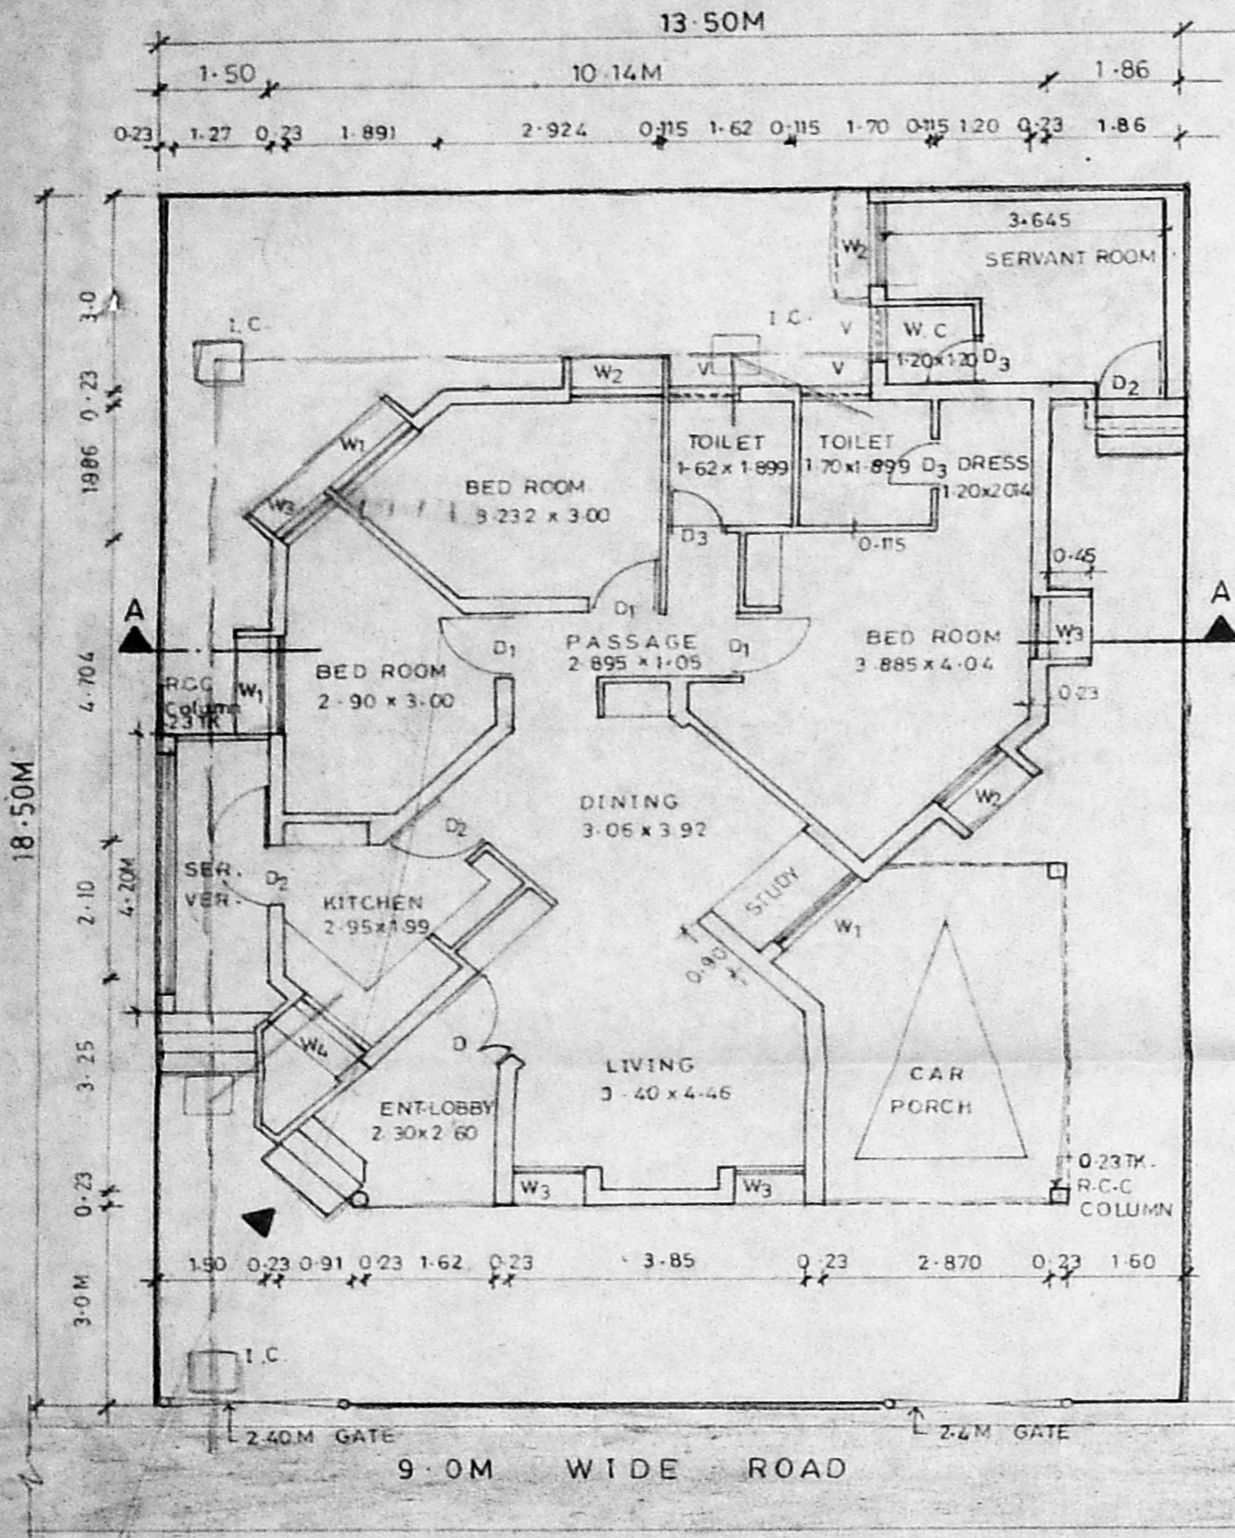 13.50M
1.50 10.14M 1.86
0.23 1.27 0.23 1.891 2.924 0.115 1.62 0.115 1.70 0.115 1.20 0.23 1.86
3.645
SERVANT ROOM
W2
3.0
I.C.
I.C.
V
W.C
1.20x1.20
D3
V
V
W2
D2
0.23
W1
TOILET
1.62 x 1.899
TOILET
1.70x1.899
D3
DRESS
1.20x2.014
1.986
BED ROOM
3.232 x 3.00
W3
D3
0.115
0.45
A
A
D1
PASSAGE
2.895 x 1.05
D1
D1
BED ROOM
3.885 x 4.04
W3
BED ROOM
2.90 x 3.00
W1
R.C.C
Column
.23 TK
4.704
0.23
18.50M
DINING
3.06 x 3.92
W2
D2
SER.
VER.
D2
4.20M
2.10
KITCHEN
2.95x1.99
STUDY
W1
0.90
W4
D
3.25
LIVING
3.40 x 4.46
CAR
PORCH
ENT.LOBBY
2.30x2.60
W3
W3
0.23TK.
R.C.C
COLUMN
0.23
1.50 0.23 0.91 0.23 1.62 0.23 3.85 0.23 2.870 0.23 1.60
3.0M
I.C.
2.40M GATE
2.4M GATE
9.0M WIDE ROAD